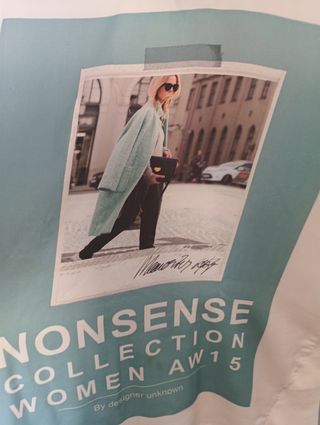 NONSENSE
COLLECTION
WOMEN AW15
By designer unknown